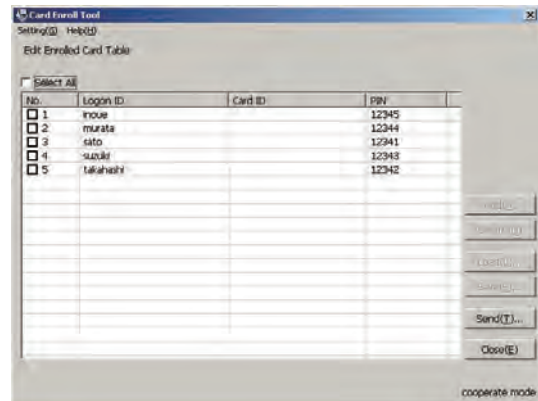 Card Enroll Tool
Setting(G) Help(H)
Edit Enrolled Card Table
Select All
No. Logon ID Card ID PIN
1 inoue 12345
2 murata 12344
3 sato 12341
4 suzuki 12343
5 takahashi 12342
Send(T)...
Close(E)
cooperate mode